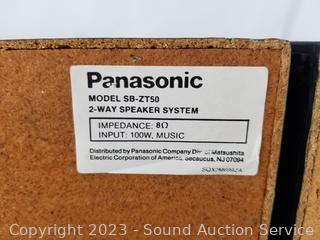 Panasonic
MODEL SB-ZT50
2-WAY SPEAKER SYSTEM
IMPEDANCE: 8Ω
INPUT: 100W, MUSIC
Distributed by Panasonic Company Div. of Matsushita
Electric Corporation of America, Secaucus, NJ 07094
Copyright 2023 - Sound Auction Service